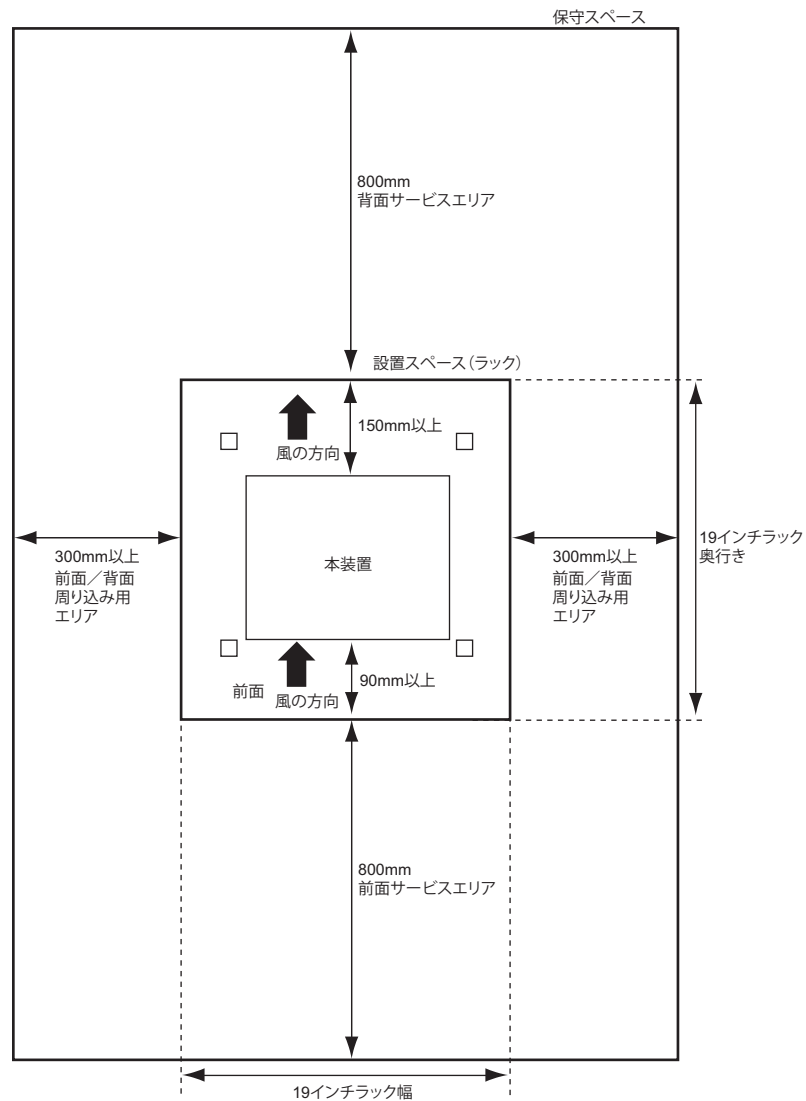 保守スペース
800mm
背面サービスエリア
設置スペース（ラック）
150mm以上
風の方向
300mm以上
前面／背面
周り込み用
エリア
本装置
300mm以上
前面／背面
周り込み用
エリア
19インチラック
奥行き
90mm以上
前面
風の方向
800mm
前面サービスエリア
19インチラック幅